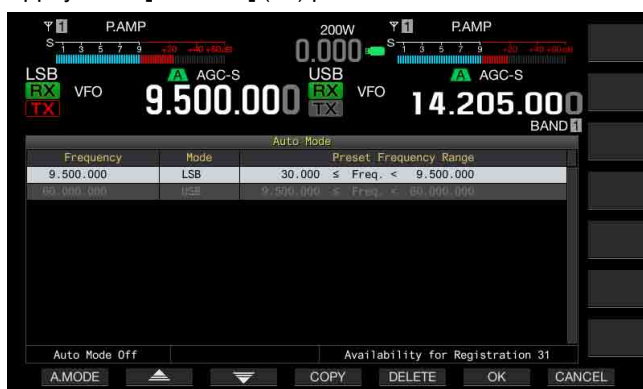 1 P.AMP 200W 1 P.AMP
S 1 3 5 7 9 +20 +40 +60dB 0.000 S 1 3 5 7 9 +20 +40 +60dB
LSB A AGC-S USB A AGC-S
RX VFO 9.500.000 RX VFO 14.205.000
TX TX
BAND 1
Auto Mode
Frequency Mode Preset Frequency Range
9.500.000 LSB 30.000 ≤ Freq. < 9.500.000
60.000.000 USB 9.500.000 ≤ Freq. < 60.000.000
Auto Mode Off Availability for Registration 31
A.MODE COPY DELETE OK CANCEL